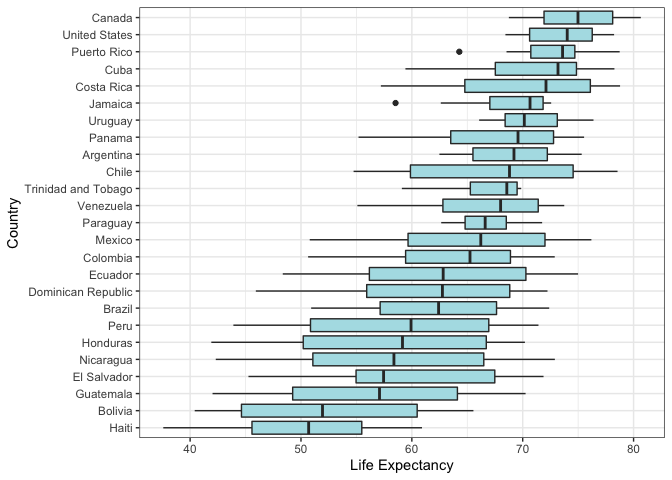 Canada
United States
Puerto Rico
Cuba
Costa Rica
Jamaica
Uruguay
Panama
Argentina
Chile
Trinidad and Tobago
Venezuela
Paraguay
Mexico
Colombia
Ecuador
Dominican Republic
Brazil
Peru
Honduras
Nicaragua
El Salvador
Guatemala
Bolivia
Haiti
Country
40 50 60 70 80
Life Expectancy